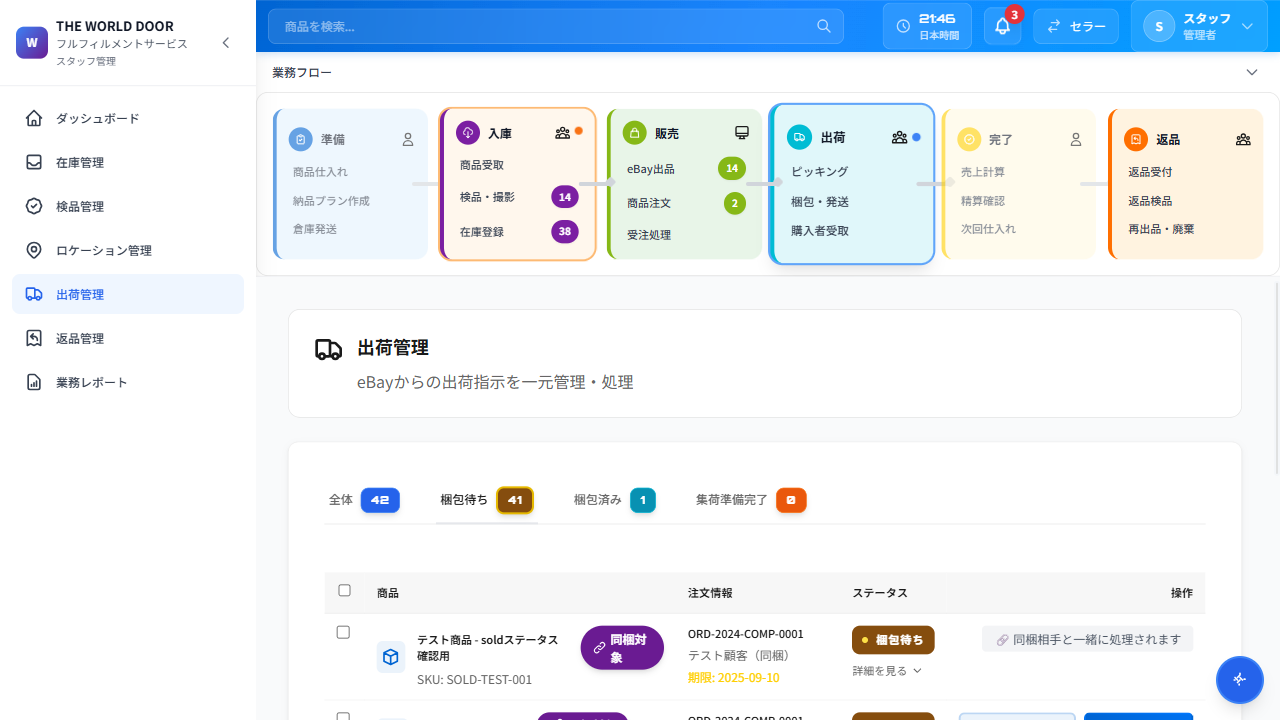 W
THE WORLD DOOR
フルフィルメントサービス
スタッフ管理
商品を検索...
21:46
日本時間
3
セラー
S
スタッフ
管理者
ダッシュボード
在庫管理
検品管理
ロケーション管理
出荷管理
返品管理
業務レポート
業務フロー
準備
商品仕入れ
納品プラン作成
倉庫発送
入庫
商品受取
検品・撮影
14
在庫登録
38
販売
eBay出品
14
商品注文
2
受注処理
出荷
ピッキング
梱包・発送
購入者受取
完了
売上計算
精算確認
次回仕入れ
返品
返品受付
返品検品
再出品・廃棄
出荷管理
eBayからの出荷指示を一元管理・処理
全体 42
梱包待ち 41
梱包済み 1
集荷準備完了 0
商品
注文情報
ステータス
操作
テスト商品 - soldステータス
確認用
SKU: SOLD-TEST-001
同梱対
象
ORD-2024-COMP-0001
テスト顧客（同梱）
期限: 2025-09-10
梱包待ち
詳細を見る
同梱相手と一緒に処理されます
ORD-2024-COMP-0001